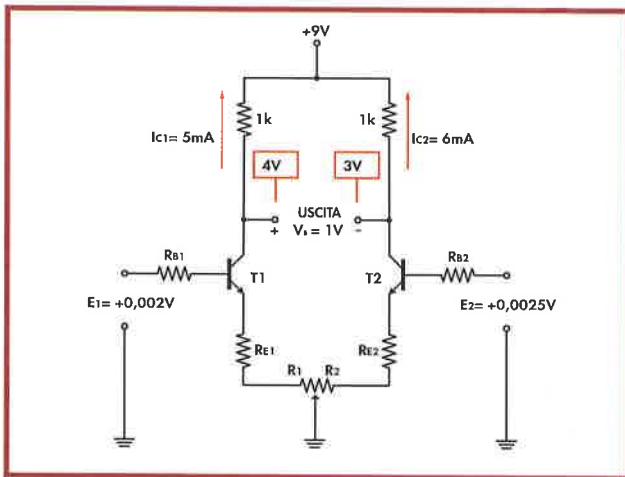 +9V
1k
1k
IC1= 5mA
IC2= 6mA
4V
3V
USCITA
+ Vs = 1V -
RB1
RB2
T1
T2
E1= +0,002V
E2= +0,0025V
RE1
RE2
R1
R2